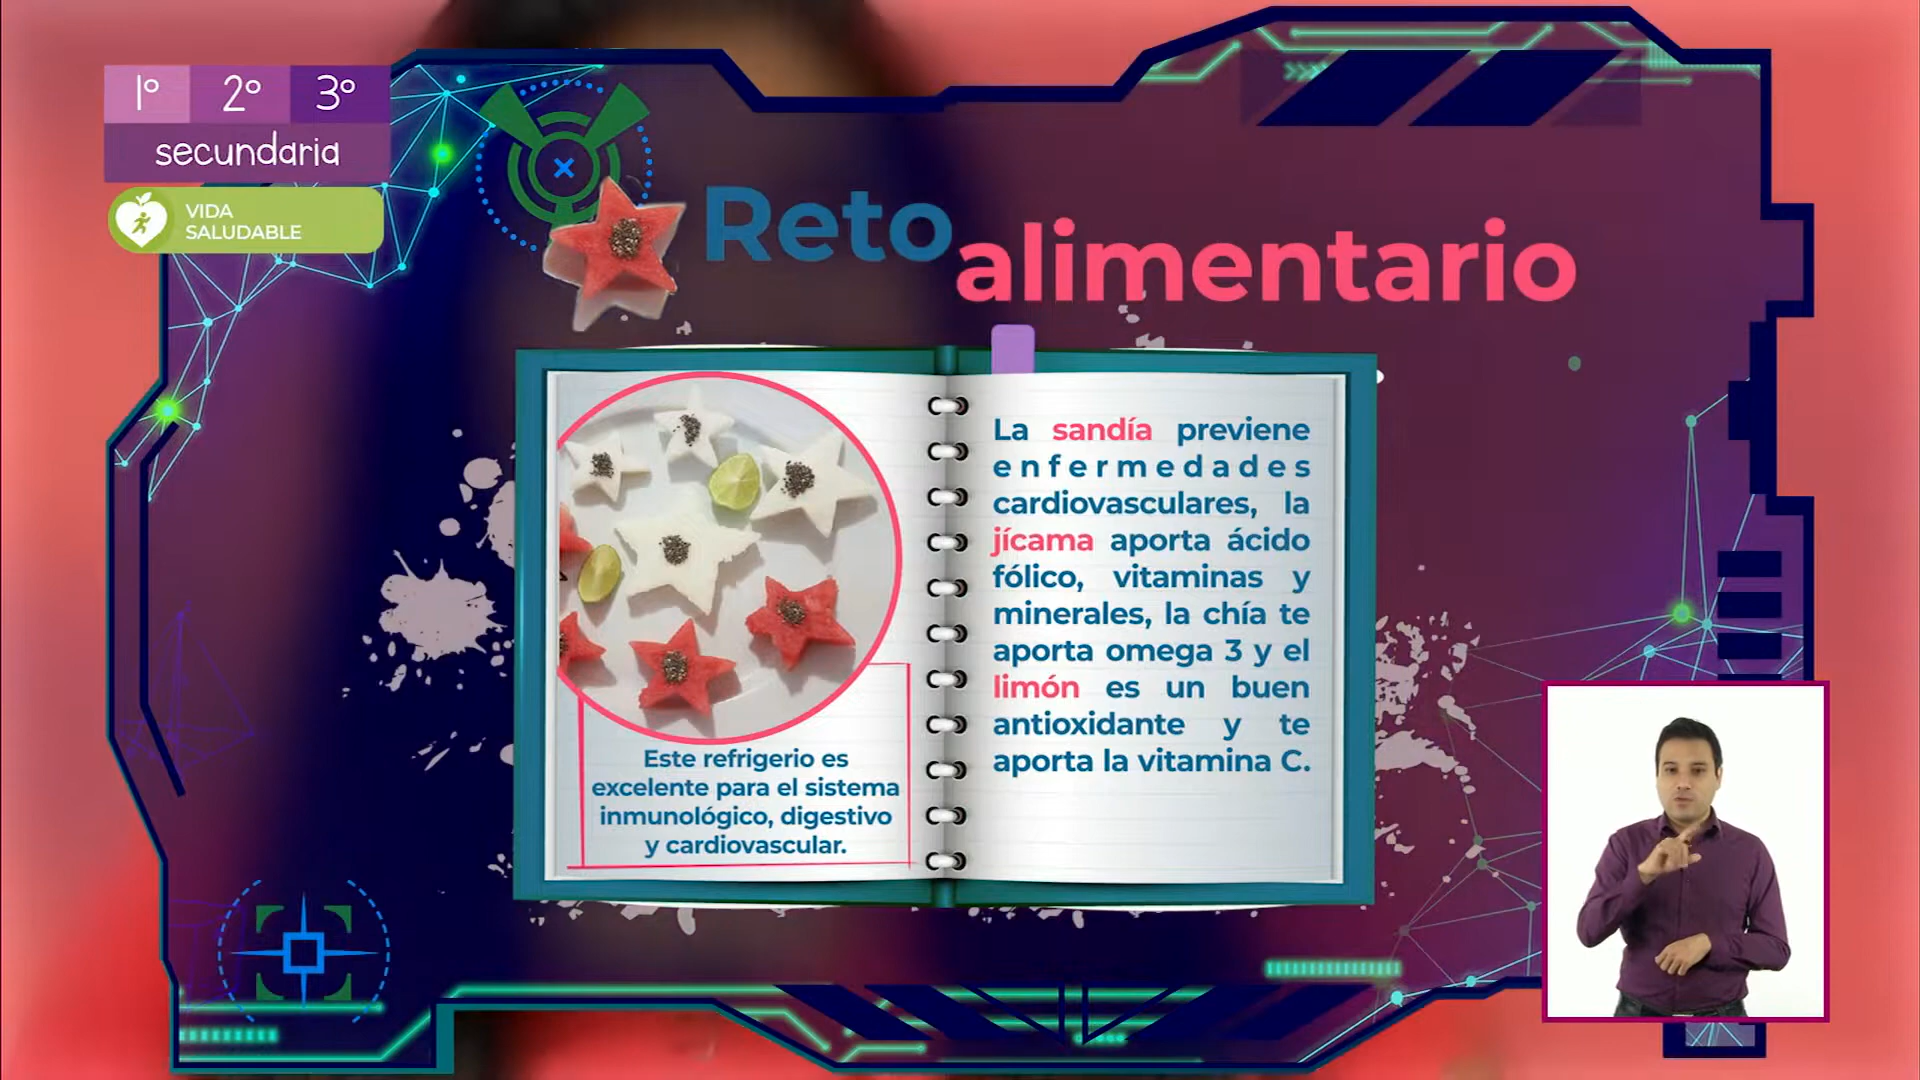 1° 2° 3°
secundaria
VIDA
SALUDABLE
Reto
alimentario
Este refrigerio es
excelente para el sistema
inmunológico, digestivo
y cardiovascular.
La sandía previene
enfermedades
cardiovasculares, la
jícama aporta ácido
fólico, vitaminas y
minerales, la chía te
aporta omega 3 y el
limón es un buen
antioxidante y te
aporta la vitamina C.